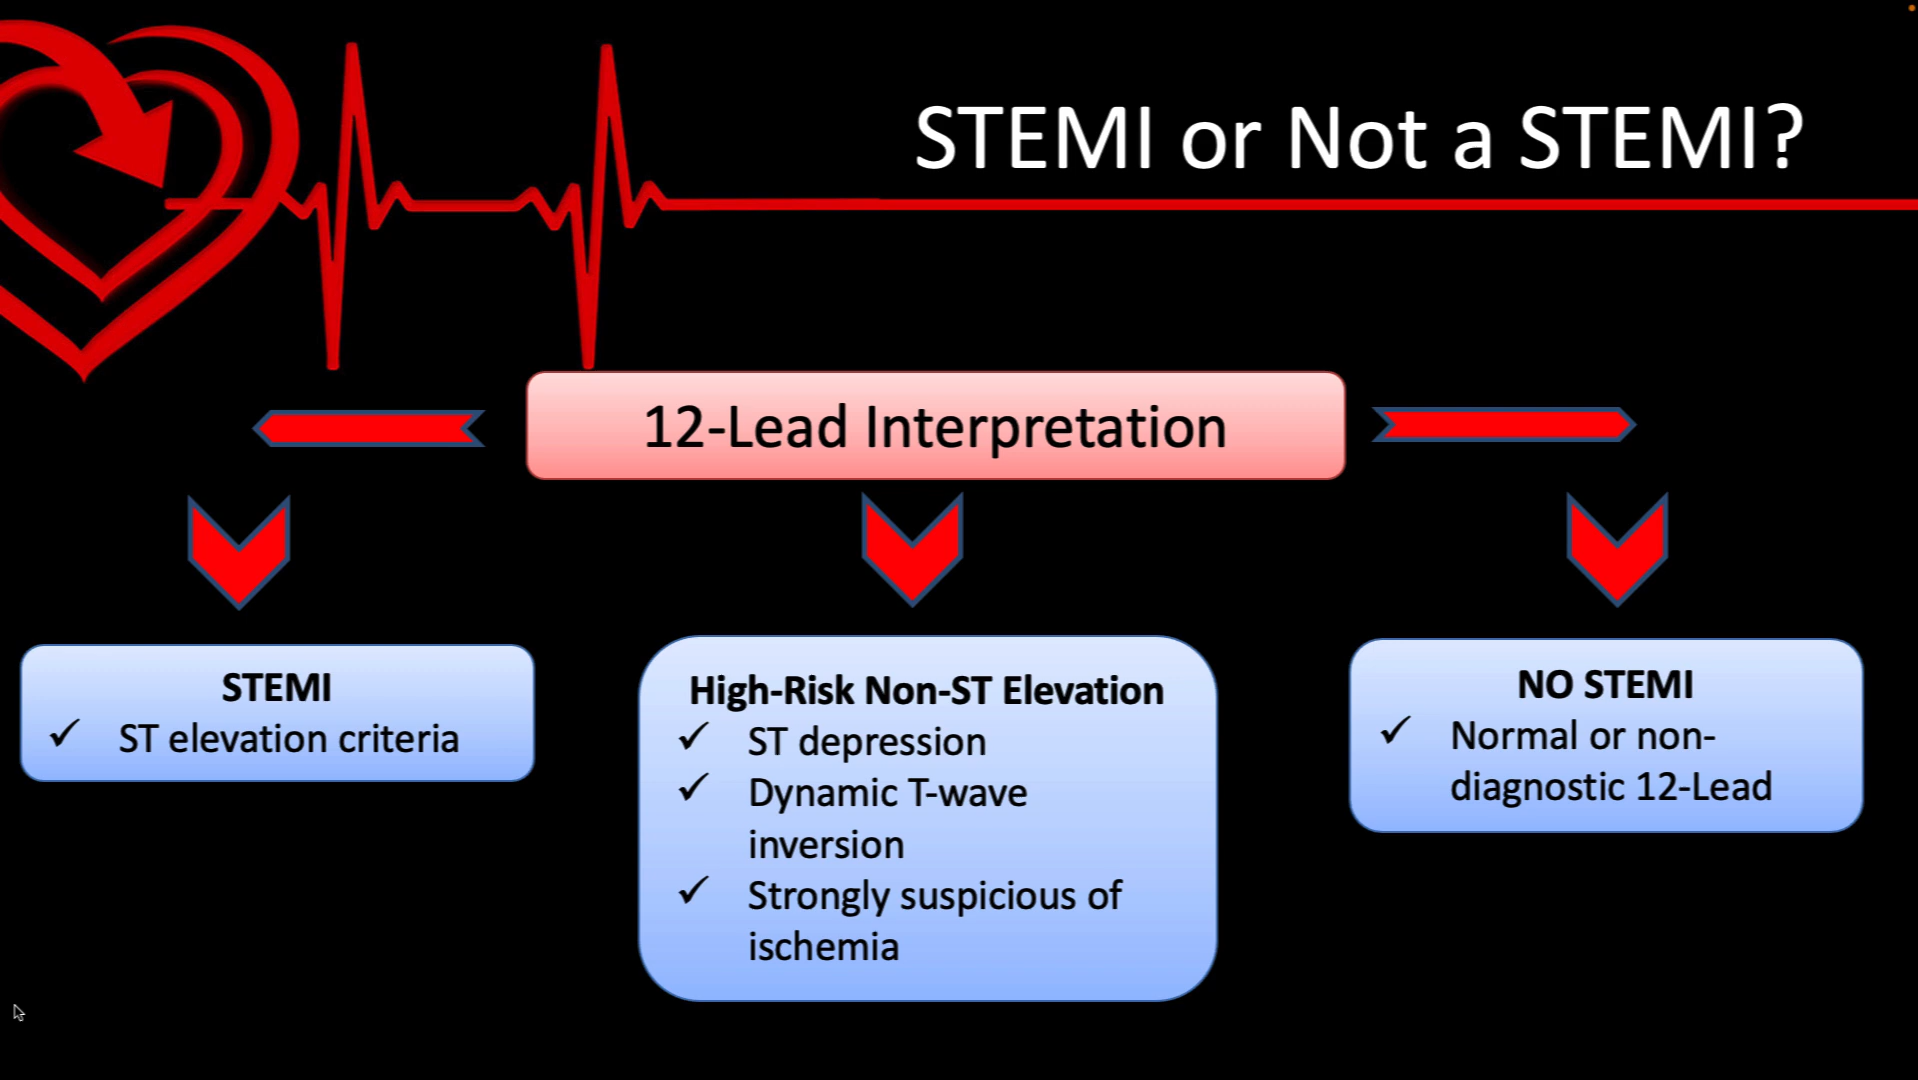 STEMI or Not a STEMI?
12-Lead Interpretation
STEMI
✓ ST elevation criteria
High-Risk Non-ST Elevation
✓ ST depression
✓ Dynamic T-wave
inversion
✓ Strongly suspicious of
ischemia
NO STEMI
✓ Normal or non-
diagnostic 12-Lead